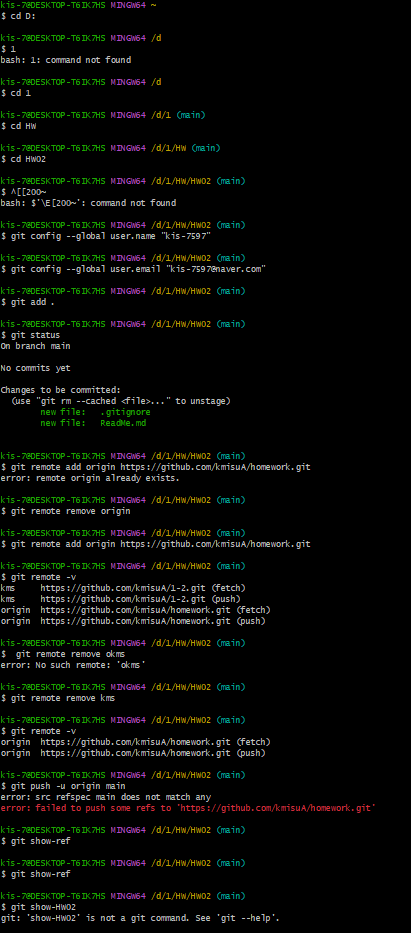 kis-7@DESKTOP-T6IK7HS MINGW64 ~
$ cd D:
kis-7@DESKTOP-T6IK7HS MINGW64 /d
$ 1
bash: 1: command not found
kis-7@DESKTOP-T6IK7HS MINGW64 /d
$ cd 1
kis-7@DESKTOP-T6IK7HS MINGW64 /d/1 (main)
$ cd HW
kis-7@DESKTOP-T6IK7HS MINGW64 /d/1/HW (main)
$ cd HW02
kis-7@DESKTOP-T6IK7HS MINGW64 /d/1/HW/HW02 (main)
$ ^[[200~
bash: $'\E[200~': command not found
kis-7@DESKTOP-T6IK7HS MINGW64 /d/1/HW/HW02 (main)
$ git config --global user.name "kis-7597"
kis-7@DESKTOP-T6IK7HS MINGW64 /d/1/HW/HW02 (main)
$ git config --global user.email "kis-7597@naver.com"
kis-7@DESKTOP-T6IK7HS MINGW64 /d/1/HW/HW02 (main)
$ git add .
kis-7@DESKTOP-T6IK7HS MINGW64 /d/1/HW/HW02 (main)
$ git status
On branch main
No commits yet
Changes to be committed:
  (use "git rm --cached <file>..." to unstage)
        new file:   .gitignore
        new file:   ReadMe.md
kis-7@DESKTOP-T6IK7HS MINGW64 /d/1/HW/HW02 (main)
$ git remote add origin https://github.com/kmisuA/homework.git
error: remote origin already exists.
kis-7@DESKTOP-T6IK7HS MINGW64 /d/1/HW/HW02 (main)
$ git remote remove origin
kis-7@DESKTOP-T6IK7HS MINGW64 /d/1/HW/HW02 (main)
$ git remote add origin https://github.com/kmisuA/homework.git
kis-7@DESKTOP-T6IK7HS MINGW64 /d/1/HW/HW02 (main)
$ git remote -v
kms     https://github.com/kmisuA/1-2.git (fetch)
kms     https://github.com/kmisuA/1-2.git (push)
origin  https://github.com/kmisuA/homework.git (fetch)
origin  https://github.com/kmisuA/homework.git (push)
kis-7@DESKTOP-T6IK7HS MINGW64 /d/1/HW/HW02 (main)
$  git remote remove okms
error: No such remote: 'okms'
kis-7@DESKTOP-T6IK7HS MINGW64 /d/1/HW/HW02 (main)
$ git remote remove kms
kis-7@DESKTOP-T6IK7HS MINGW64 /d/1/HW/HW02 (main)
$ git remote -v
origin  https://github.com/kmisuA/homework.git (fetch)
origin  https://github.com/kmisuA/homework.git (push)
kis-7@DESKTOP-T6IK7HS MINGW64 /d/1/HW/HW02 (main)
$ git push -u origin main
error: src refspec main does not match any
error: failed to push some refs to 'https://github.com/kmisuA/homework.git'
kis-7@DESKTOP-T6IK7HS MINGW64 /d/1/HW/HW02 (main)
$ git show-ref
kis-7@DESKTOP-T6IK7HS MINGW64 /d/1/HW/HW02 (main)
$ git show-ref
kis-7@DESKTOP-T6IK7HS MINGW64 /d/1/HW/HW02 (main)
$ git show-HW02
git: 'show-HW02' is not a git command. See 'git --help'.